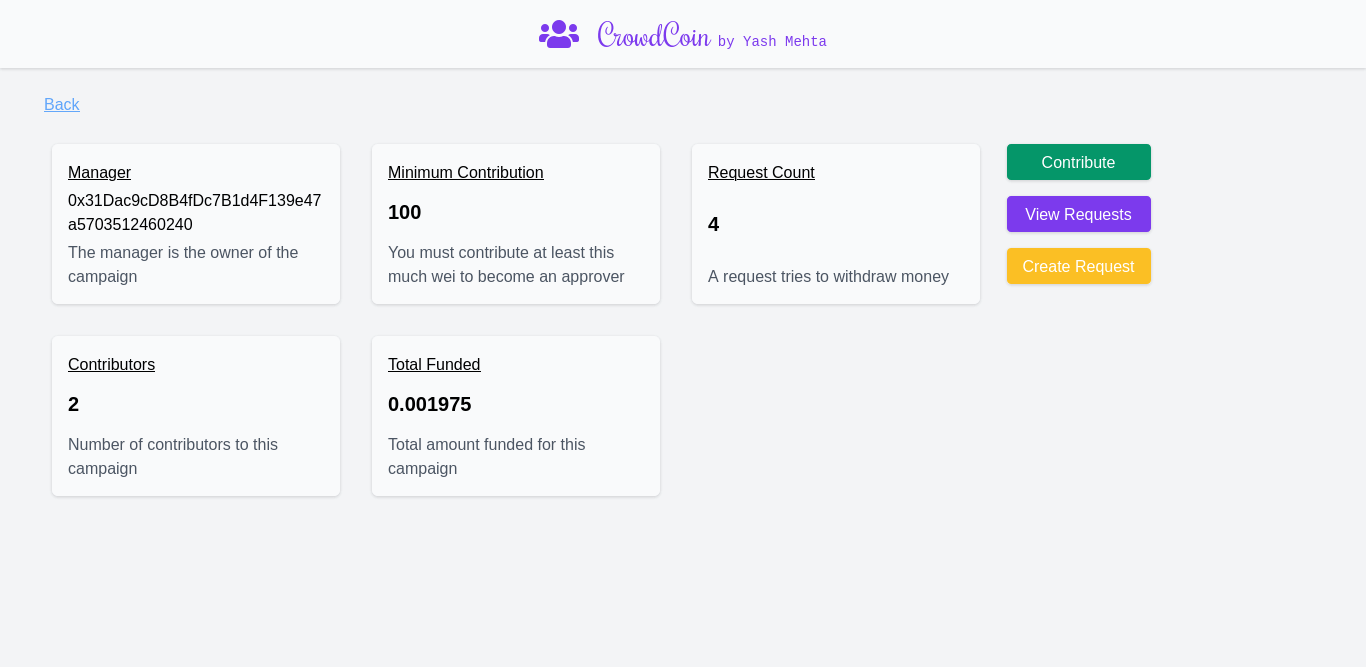 CrowdCoin by Yash Mehta
Back
Manager
0x31Dac9cD8B4fDc7B1d4F139e47
a5703512460240
The manager is the owner of the
campaign
Minimum Contribution
100
You must contribute at least this
much wei to become an approver
Request Count
4
A request tries to withdraw money
Contribute
View Requests
Create Request
Contributors
2
Number of contributors to this
campaign
Total Funded
0.001975
Total amount funded for this
campaign